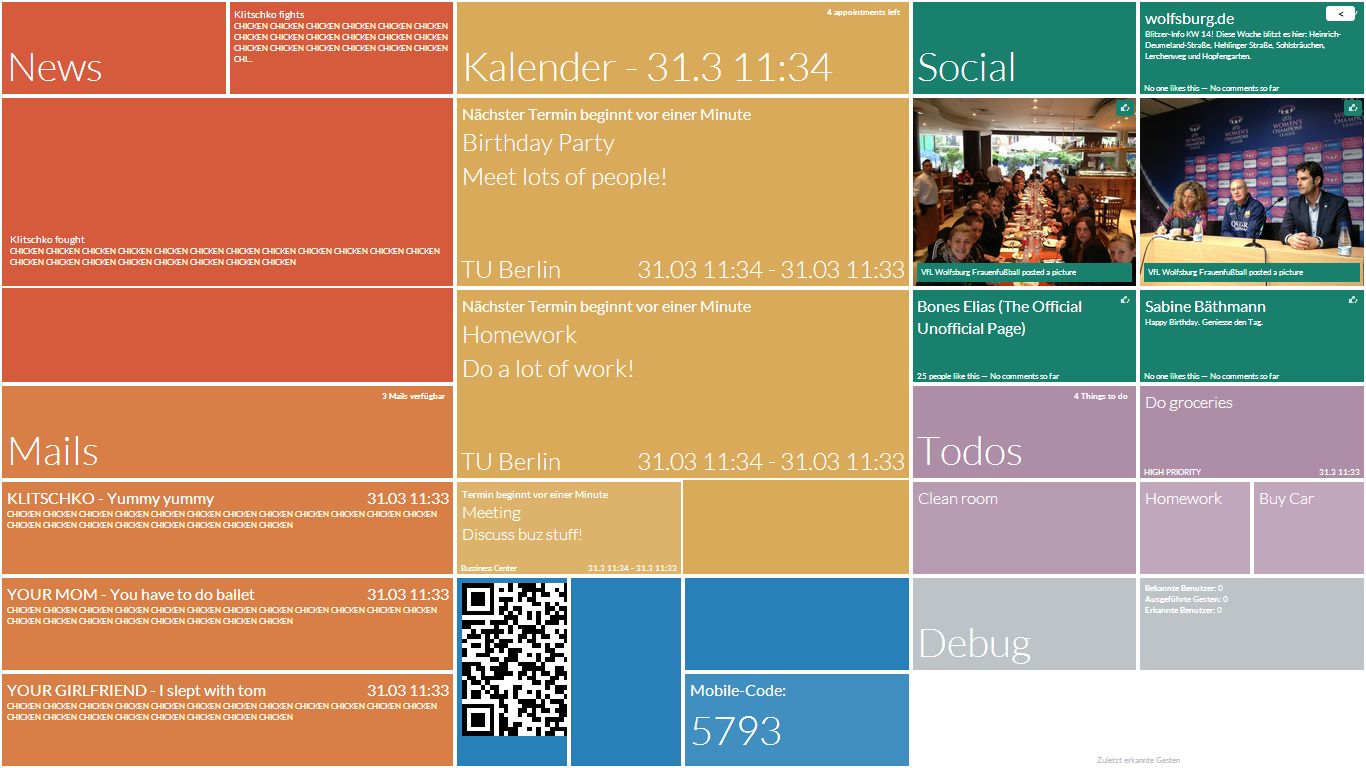 News
Klitschko fights
CHICKEN CHICKEN CHICKEN CHICKEN CHICKEN CHICKEN
CHICKEN CHICKEN CHICKEN CHICKEN CHICKEN CHICKEN
CHICKEN CHICKEN CHICKEN CHICKEN CHICKEN CHICKEN
CHI...
Klitschko fought
CHICKEN CHICKEN CHICKEN CHICKEN CHICKEN CHICKEN CHICKEN CHICKEN CHICKEN CHICKEN CHICKEN CHICKEN
CHICKEN CHICKEN CHICKEN CHICKEN CHICKEN CHICKEN CHICKEN CHICKEN
3 Mails verfügbar
Mails
KLITSCHKO - Yummy yummy 31.03 11:33
CHICKEN CHICKEN CHICKEN CHICKEN CHICKEN CHICKEN CHICKEN CHICKEN CHICKEN CHICKEN CHICKEN CHICKEN
CHICKEN CHICKEN CHICKEN CHICKEN CHICKEN CHICKEN CHICKEN CHICKEN
YOUR MOM - You have to do ballet 31.03 11:33
CHICKEN CHICKEN CHICKEN CHICKEN CHICKEN CHICKEN CHICKEN CHICKEN CHICKEN CHICKEN CHICKEN CHICKEN
CHICKEN CHICKEN CHICKEN CHICKEN CHICKEN CHICKEN CHICKEN CHICKEN
YOUR GIRLFRIEND - I slept with tom 31.03 11:33
CHICKEN CHICKEN CHICKEN CHICKEN CHICKEN CHICKEN CHICKEN CHICKEN CHICKEN CHICKEN CHICKEN CHICKEN
CHICKEN CHICKEN CHICKEN CHICKEN CHICKEN CHICKEN CHICKEN CHICKEN
4 appointments left
Kalender - 31.3 11:34
Nächster Termin beginnt vor einer Minute
Birthday Party
Meet lots of people!
TU Berlin 31.03 11:34 - 31.03 11:33
Nächster Termin beginnt vor einer Minute
Homework
Do a lot of work!
TU Berlin 31.03 11:34 - 31.03 11:33
Termin beginnt vor einer Minute
Meeting
Discuss buz stuff!
Bussiness Center 31.3 11:34 - 31.3 11:33
Mobile-Code:
5793
Social
wolfsburg.de
<
Blitzer-Info KW 14! Diese Woche blitzt es hier: Heinrich-
Deumeland-Straße, Hehlinger Straße, Sohlsträuchen,
Lerchenweg und Hopfengarten.
No one likes this — No comments so far
VfL Wolfsburg Frauenfußball posted a picture
WOMEN'S
CHAMPIONS
LEAGUE
WOMEN'S
CHAMPIONS
LEAGUE
VfL Wolfsburg Frauenfußball posted a picture
Bones Elias (The Official
Unofficial Page)
25 people like this — No comments so far
Sabine Bäthmann
Happy Birthday. Geniesse den Tag.
No one likes this — No comments so far
4 Things to do
Todos
Do groceries
HIGH PRIORITY 31.3 11:33
Clean room
Homework
Buy Car
Debug
Bekannte Benutzer: 0
Ausgeführte Gesten: 0
Erkannte Benutzer: 0
Zuletzt erkannte Gesten